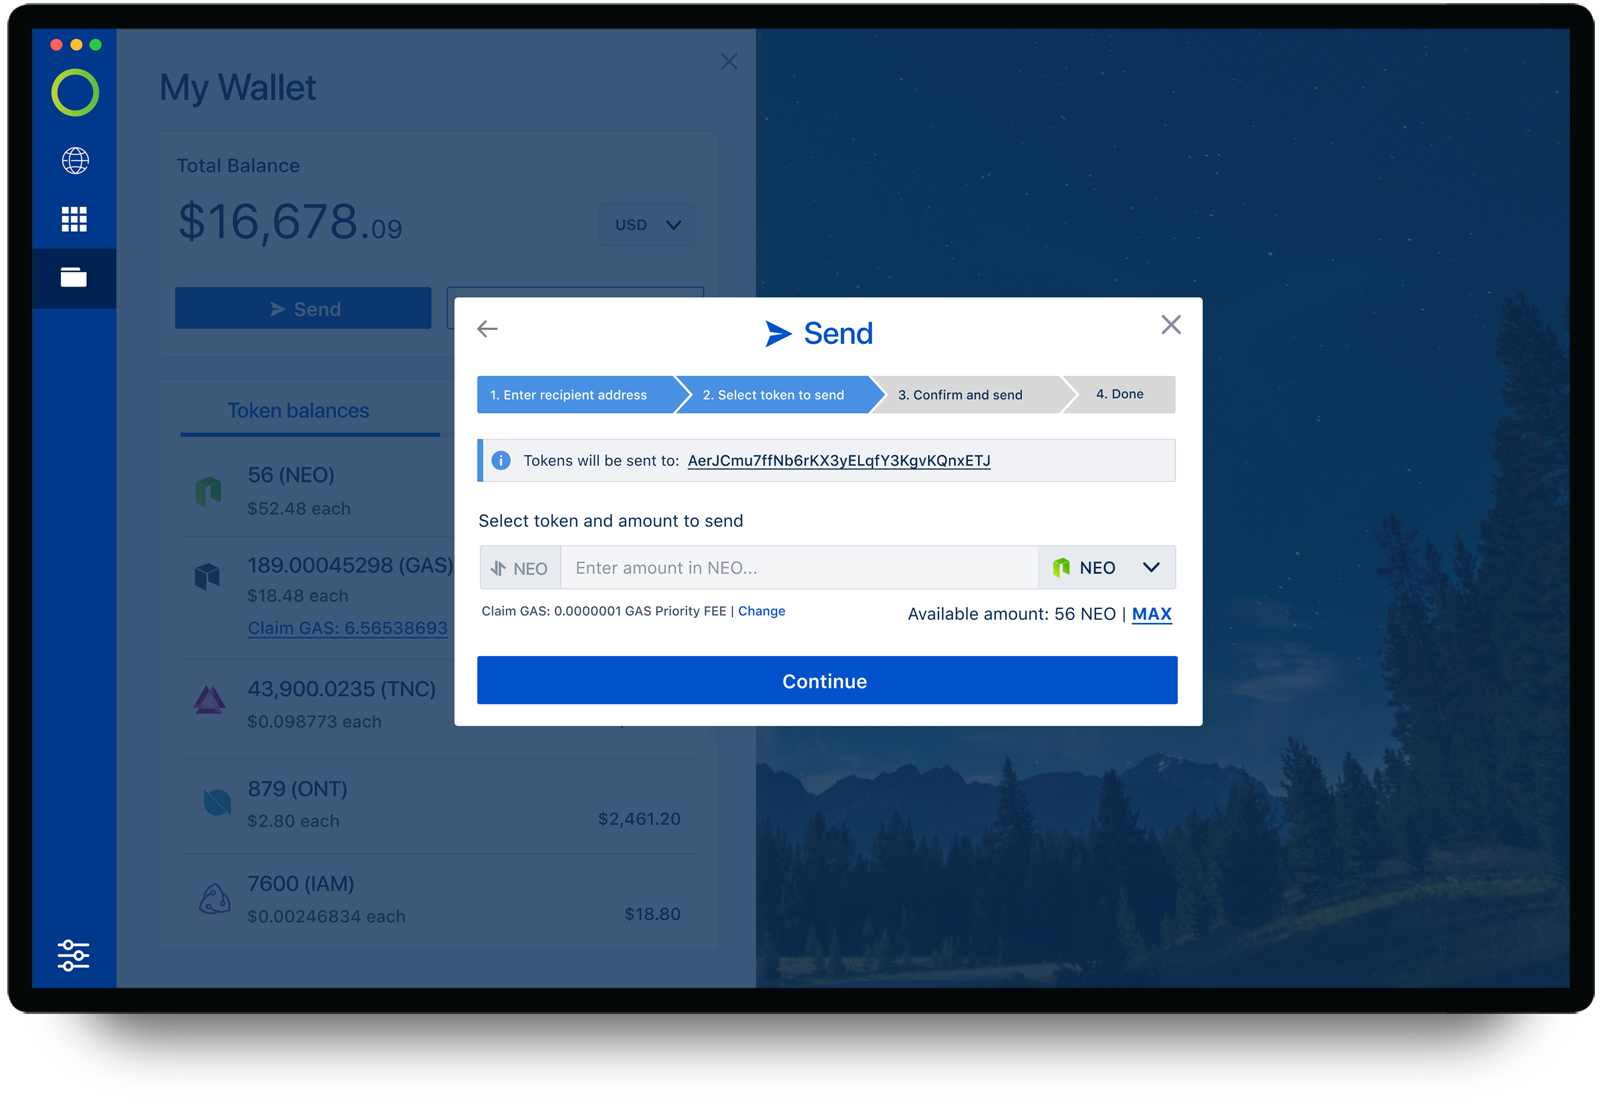 My Wallet
Total Balance
$16,678.09
USD
Send
Token balances
56 (NEO)
$52.48 each
189.00045298 (GAS)
$18.48 each
Claim GAS: 6.56538693
43,900.0235 (TNC)
$0.098773 each
879 (ONT)
$2.80 each
$2,461.20
7600 (IAM)
$0.00246834 each
$18.80
Send
1. Enter recipient address
2. Select token to send
3. Confirm and send
4. Done
Tokens will be sent to: AerJCmu7ffNb6rKX3yELqfY3KgvKQnxETJ
Select token and amount to send
NEO
Enter amount in NEO...
NEO
Claim GAS: 0.0000001 GAS Priority FEE | Change
Available amount: 56 NEO | MAX
Continue